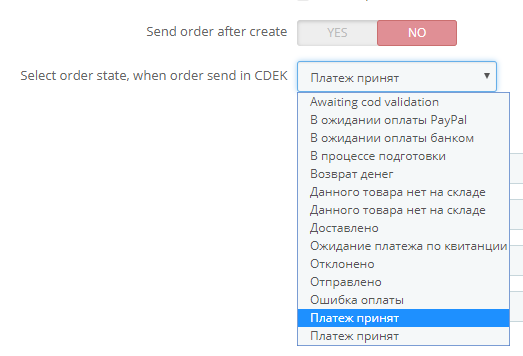 Send order after create YES NO
Select order state, when order send in CDEK Платеж принят
Awaiting cod validation
В ожидании оплаты PayPal
В ожидании оплаты банком
В процессе подготовки
Возврат денег
Данного товара нет на складе
Данного товара нет на складе
Доставлено
Ожидание платежа по квитанции
Отклонено
Отправлено
Ошибка оплаты
Платеж принят
Платеж принят